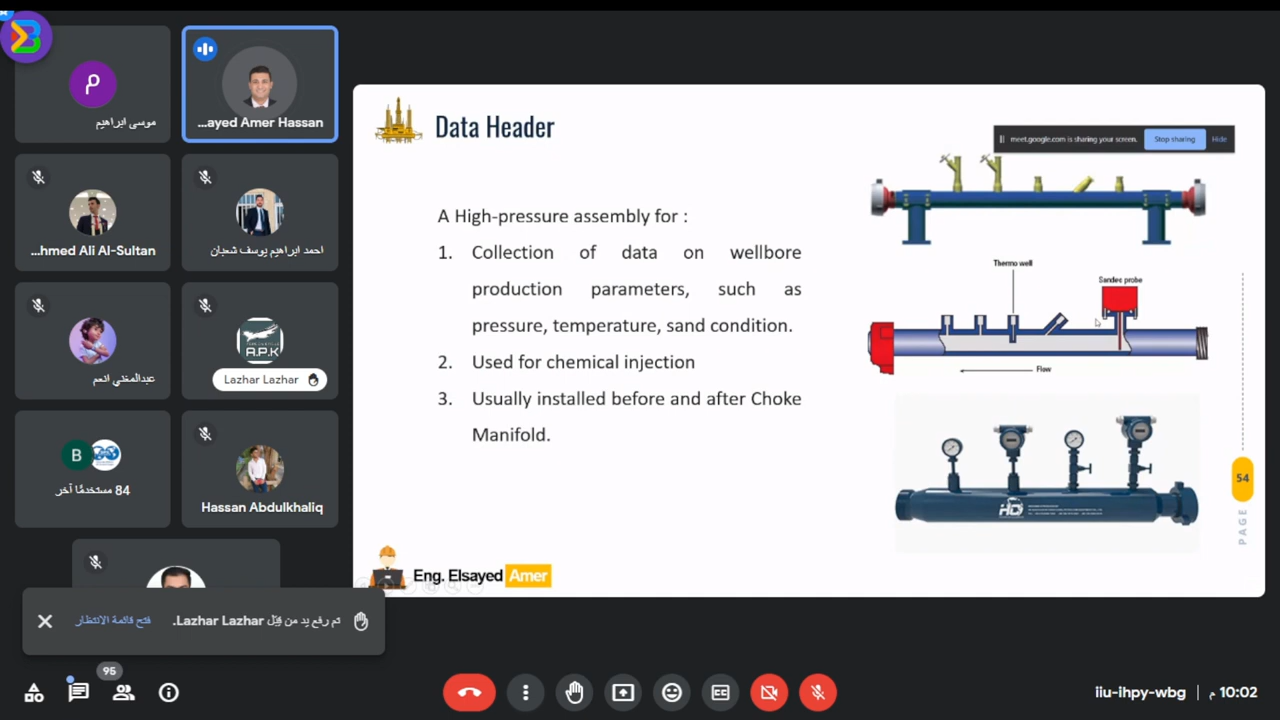 موسى ابراهيم
...ayed Amer Hassan
...hmed Ali Al-Sultan
احمد ابراهيم يوسف شعبان
عبدالمغني انعم
A.P.K
Lazhar Lazhar
B
84 مستخدمًا آخر
Hassan Abdulkhaliq
تم رفع يد من قِبَل Lazhar Lazhar.
فتح قائمة الانتظار
Data Header
meet.google.com is sharing your screen.
Stop sharing
Hide
A High-pressure assembly for :
1. Collection of data on wellbore
production parameters, such as
pressure, temperature, sand condition.
2. Used for chemical injection
3. Usually installed before and after Choke
Manifold.
Thermo well
Sandec probe
Flow
HD
54
PAGE
Eng. Elsayed Amer
95
CC
iiu-ihpy-wbg
10:02 م